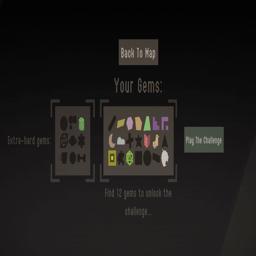 Back To Map
Your Gems:
Extra-hard gems:
Play The Challenge
Find 12 gems to unlock the
challenge...